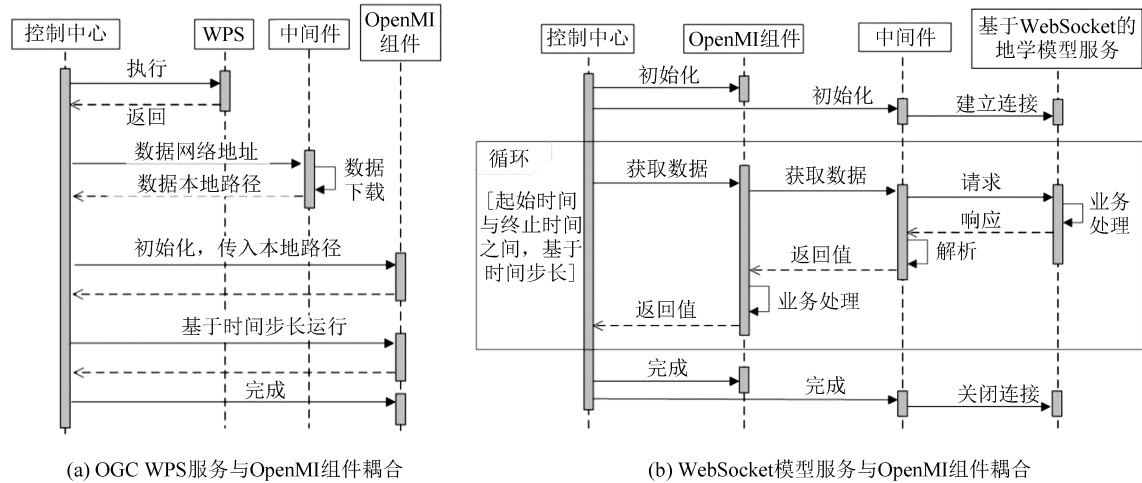 控制中心
WPS
中间件
OpenMI
组件
执行
返回
数据网络地址
数据
下载
数据本地路径
初始化，传入本地路径
基于时间步长运行
完成
(a) OGC WPS服务与OpenMI组件耦合
控制中心
OpenMI组件
中间件
基于WebSocket的
地学模型服务
初始化
初始化
建立连接
循环
[起始时间
与终止时间
之间，基于
时间步长]
获取数据
获取数据
请求
业务
处理
响应
解析
返回值
业务处理
返回值
完成
完成
关闭连接
(b) WebSocket模型服务与OpenMI组件耦合